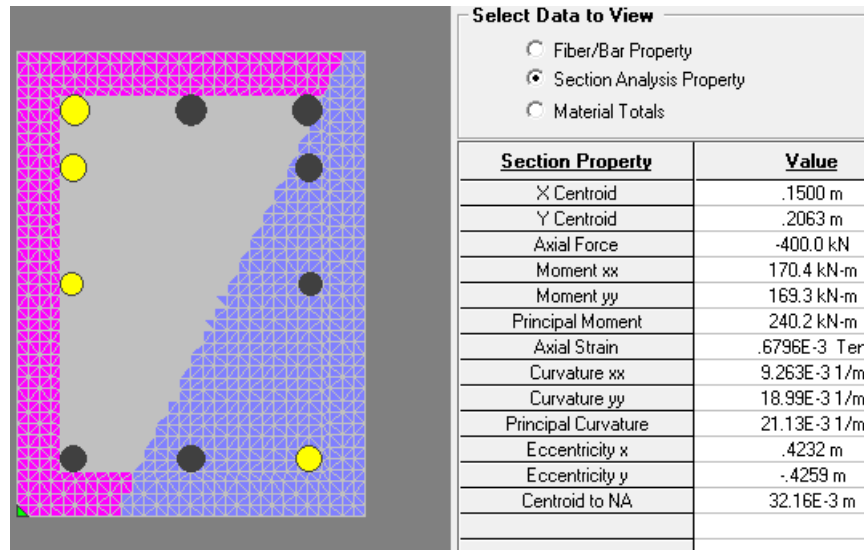 Select Data to View
Fiber/Bar Property
Section Analysis Property
Material Totals
Section Property Value
X Centroid .1500 m
Y Centroid .2063 m
Axial Force -400.0 kN
Moment xx 170.4 kN-m
Moment yy 169.3 kN-m
Principal Moment 240.2 kN-m
Axial Strain .6796E-3 Ter
Curvature xx 9.263E-3 1/m
Curvature yy 18.99E-3 1/m
Principal Curvature 21.13E-3 1/m
Eccentricity x .4232 m
Eccentricity y -.4259 m
Centroid to NA 32.16E-3 m